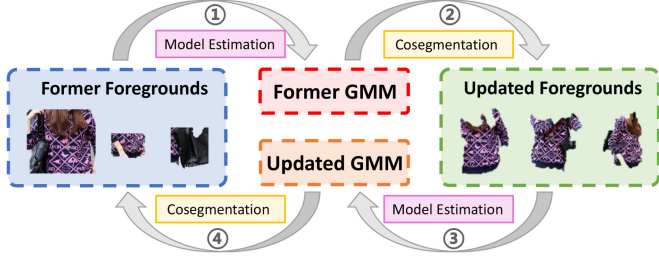 ①
②
Model Estimation
Cosegmentation
Former Foregrounds
Former GMM
Updated Foregrounds
Updated GMM
Cosegmentation
Model Estimation
④
③